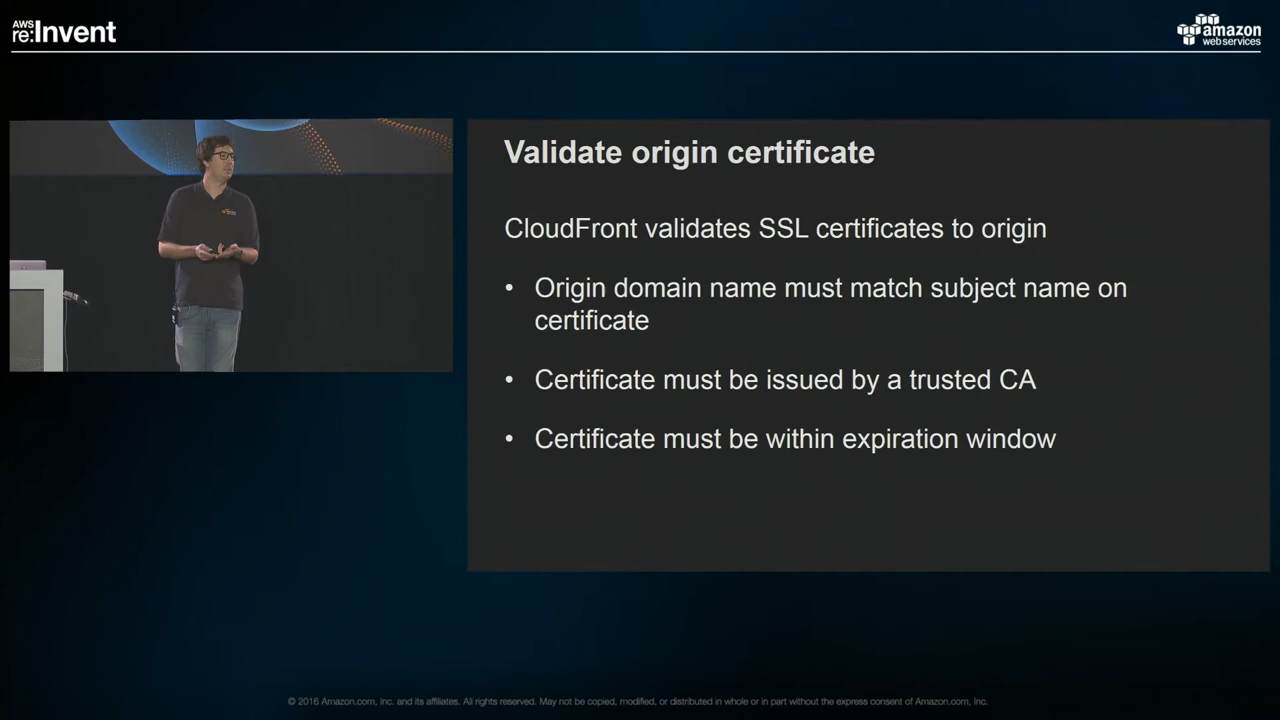 AWS
re:Invent
amazon
web services
Validate origin certificate
CloudFront validates SSL certificates to origin
• Origin domain name must match subject name on
certificate
• Certificate must be issued by a trusted CA
• Certificate must be within expiration window
© 2016 Amazon.com, Inc. and its affiliates. All rights reserved. May not be copied, modified, or distributed in whole or in part without the express consent of Amazon.com, Inc.